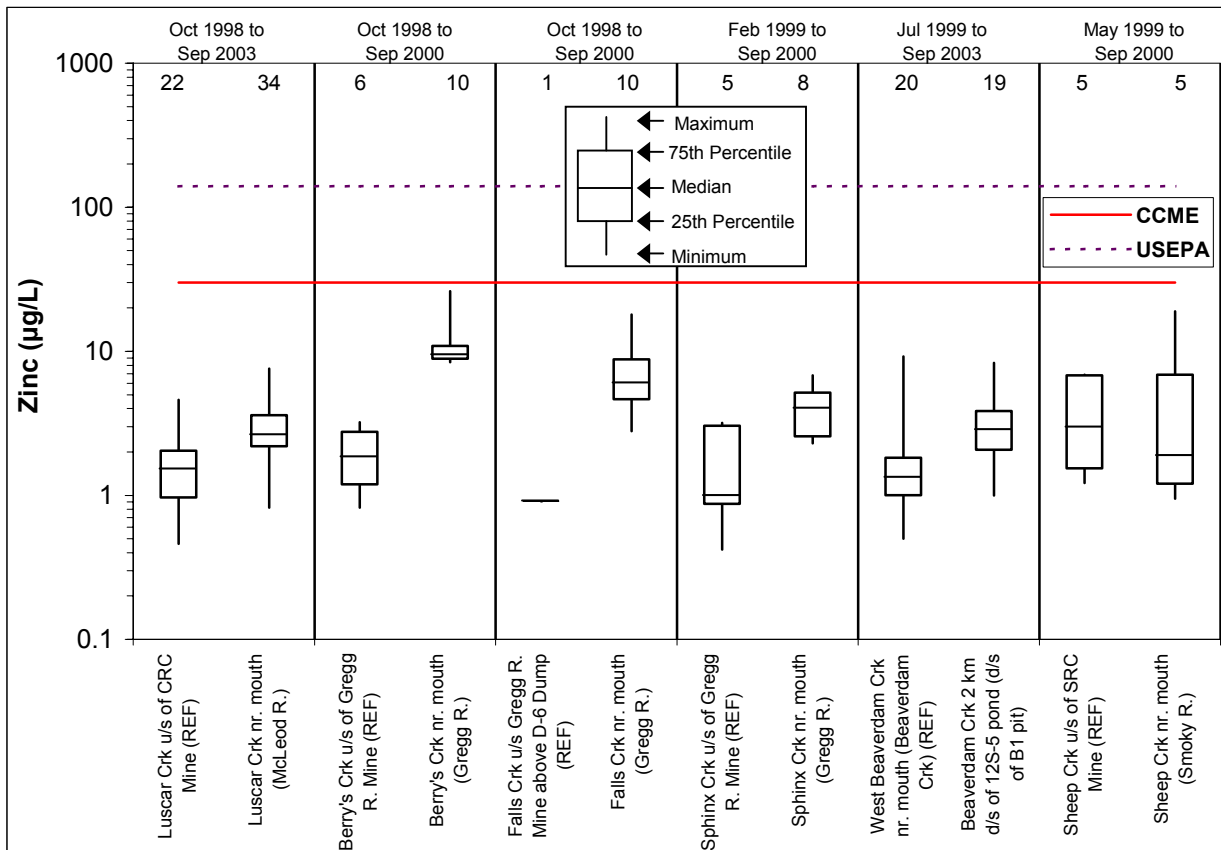 Oct 1998 to
Sep 2003
Oct 1998 to
Sep 2000
Oct 1998 to
Sep 2000
Feb 1999 to
Sep 2000
Jul 1999 to
Sep 2003
May 1999 to
Sep 2000
22 34 6 10 1 10 5 8 20 19 5 5
Maximum
75th Percentile
Median
25th Percentile
Minimum
CCME
USEPA
Zinc (µg/L)
1000
100
10
1
0.1
Luscar Crk u/s of CRC
Mine (REF)
Luscar Crk nr. mouth
(McLeod R.)
Berry's Crk u/s of Gregg
R. Mine (REF)
Berry's Crk nr. mouth
(Gregg R.)
Falls Crk u/s Gregg R.
Mine above D-6 Dump
(REF)
Falls Crk nr. mouth
(Gregg R.)
Sphinx Crk u/s of Gregg
R. Mine (REF)
Sphinx Crk nr. mouth
(Gregg R.)
West Beaverdam Crk
nr. mouth (Beaverdam
Crk) (REF)
Beaverdam Crk 2 km
d/s of 12S-5 pond (d/s
of B1 pit)
Sheep Crk u/s of SRC
Mine (REF)
Sheep Crk nr. mouth
(Smoky R.)